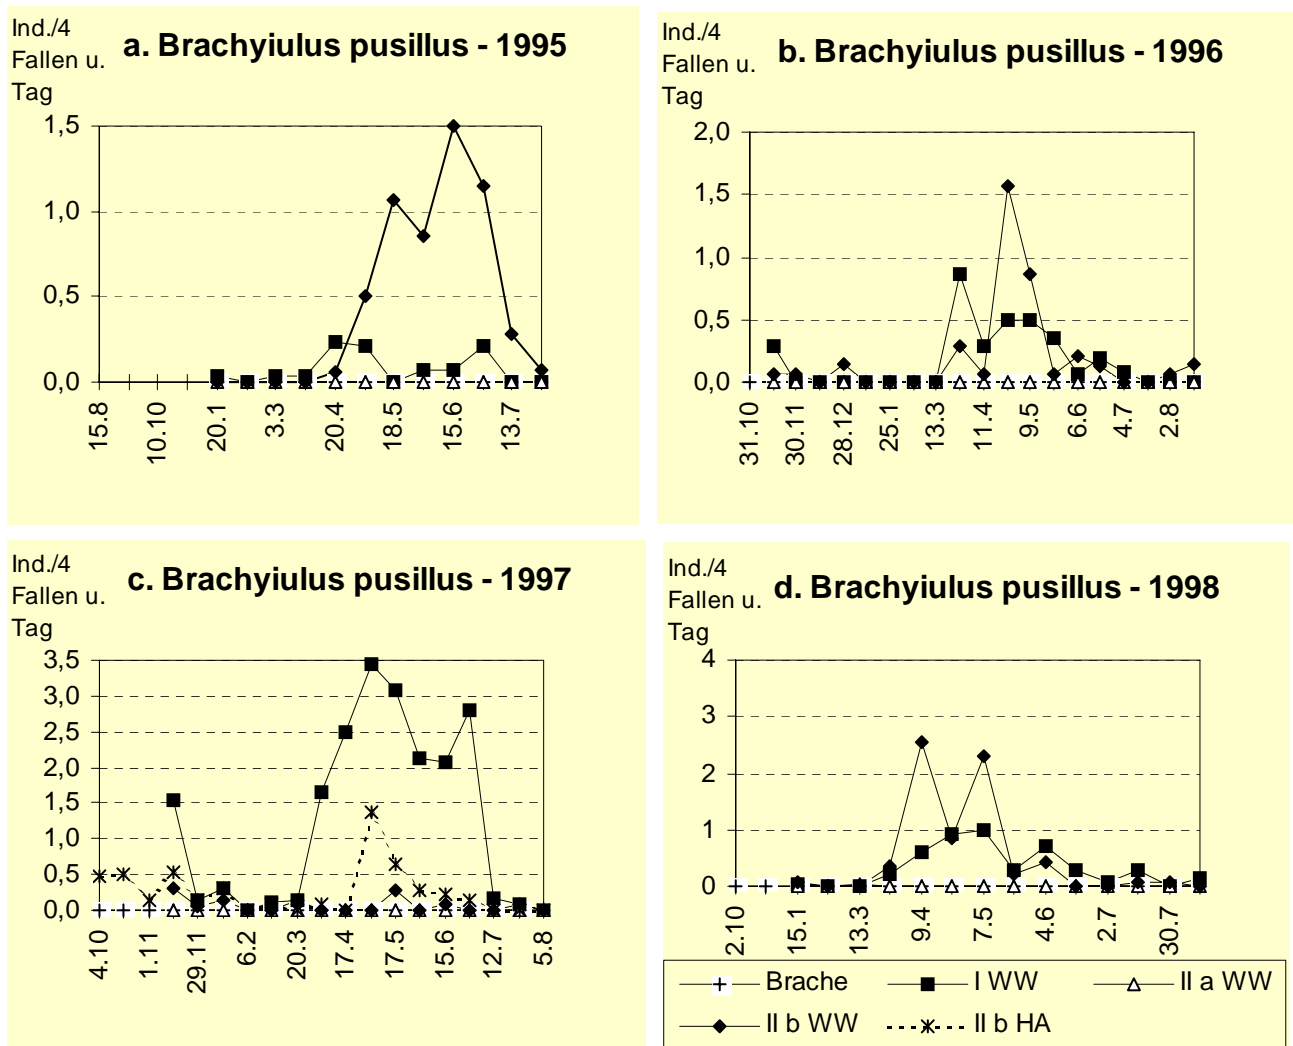 Ind./4
Fallen u.
Tag
a. Brachyiulus pusillus - 1995
1,5
1,0
0,5
0,0
15.8
10.10
20.1
3.3
20.4
18.5
15.6
13.7
Ind./4
Fallen u.
Tag
b. Brachyiulus pusillus - 1996
2,0
1,5
1,0
0,5
0,0
31.10
30.11
28.12
25.1
13.3
11.4
9.5
6.6
4.7
2.8
Ind./4
Fallen u.
Tag
c. Brachyiulus pusillus - 1997
3,5
3,0
2,5
2,0
1,5
1,0
0,5
0,0
4.10
1.11
29.11
6.2
20.3
17.4
17.5
15.6
12.7
5.8
Ind./4
Fallen u.
Tag
d. Brachyiulus pusillus - 1998
4
3
2
1
0
2.10
15.1
13.3
9.4
7.5
4.6
2.7
30.7
Brache
I WW
II a WW
II b WW
II b HA